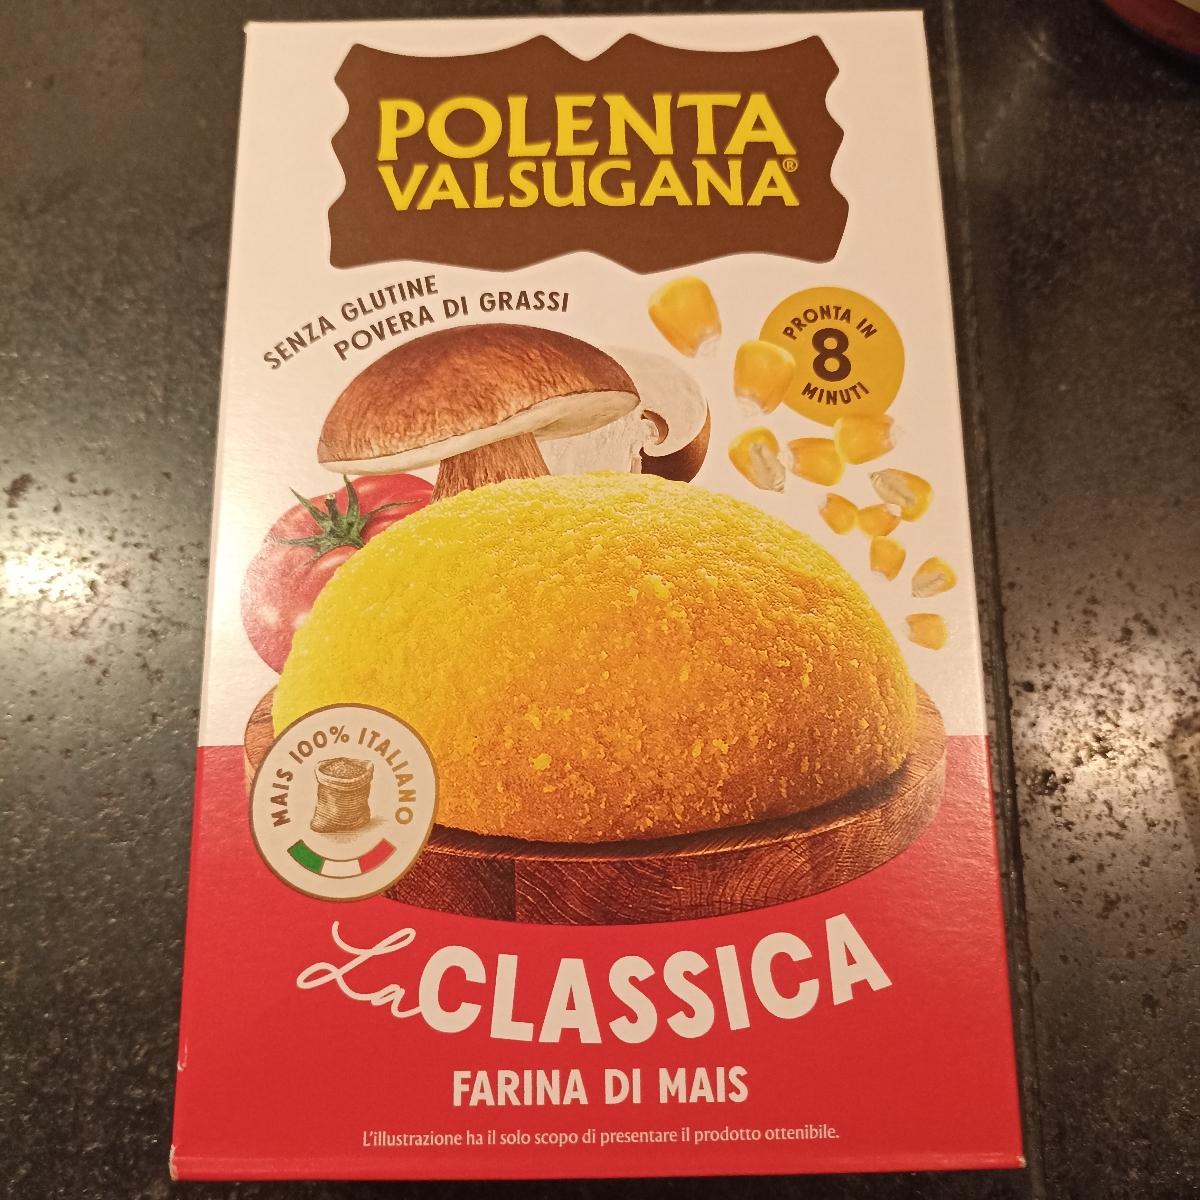 POLENTA
VALSUGANA®
SENZA GLUTINE
POVERA DI GRASSI
PRONTA IN
8
MINUTI
MAIS 100% ITALIANO
La CLASSICA
FARINA DI MAIS
L'illustrazione ha il solo scopo di presentare il prodotto ottenibile.